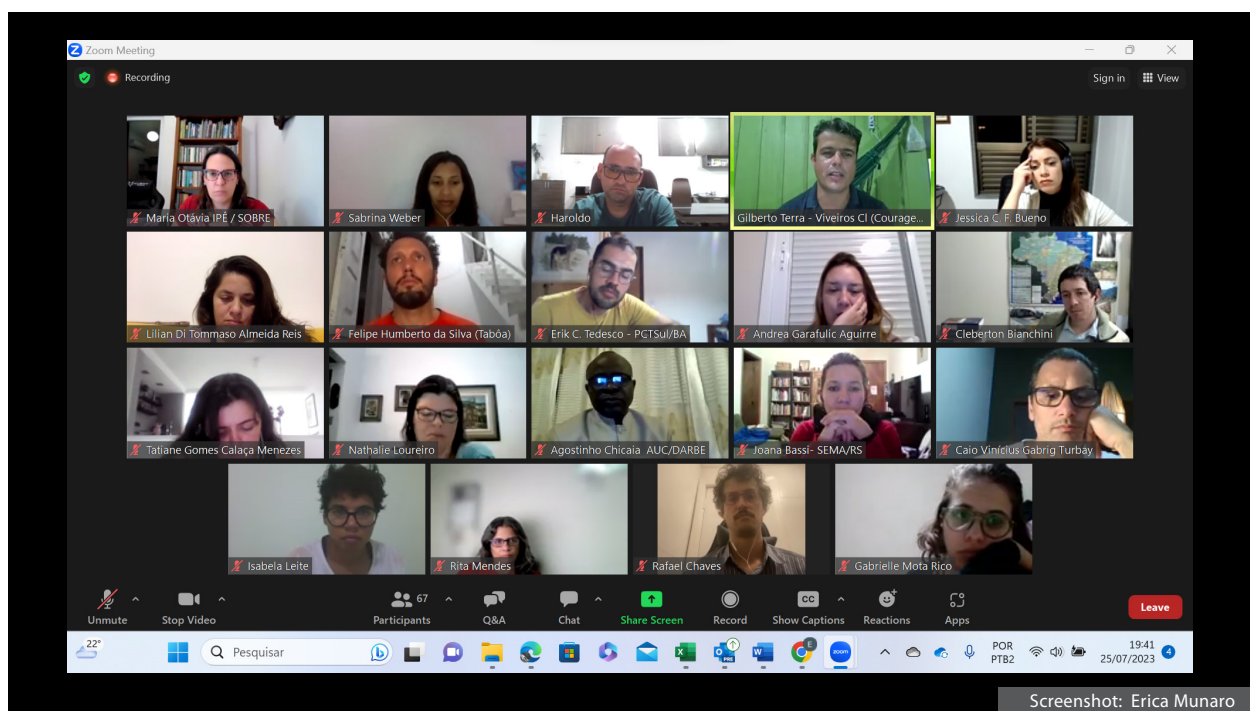 Zoom Meeting
Recording
Sign in
View
Maria Otávia IPÊ / SOBRE
Sabrina Weber
Haroldo
Gilberto Terra - Viveiros CI (Courage...
Jessica C. F. Bueno
Lilian Di Tommaso Almeida Reis
Felipe Humberto da Silva (Tabôa)
Erik C. Tedesco - PCTSul/BA
Andrea Garafulic Aguirre
Cleberton Bianchini
Tatiane Gomes Calaça Menezes
Nathalie Loureiro
Agostinho Chicaia AUC/DARBE
Joana Bassi- SEMA/RS
Caio Vinícius Gabrig Turbay
Isabela Leite
Rita Mendes
Rafael Chaves
Gabrielle Mota Rico
67
CC
Unmute
Stop Video
Participants
Q&A
Chat
Share Screen
Record
Show Captions
Reactions
Apps
Leave
22°
Pesquisar
zoom
POR
PTB2
19:41
25/07/2023
4
Screenshot: Erica Munaro